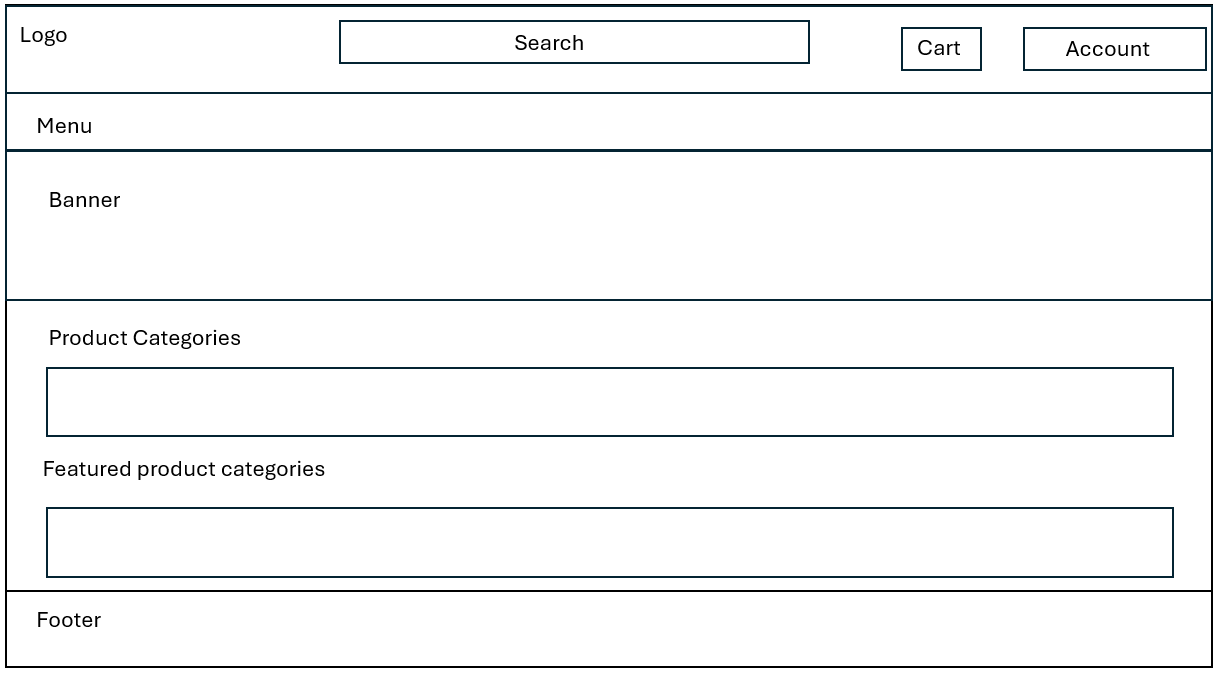 Logo
Search
Cart
Account
Menu
Banner
Product Categories
Featured product categories
Footer